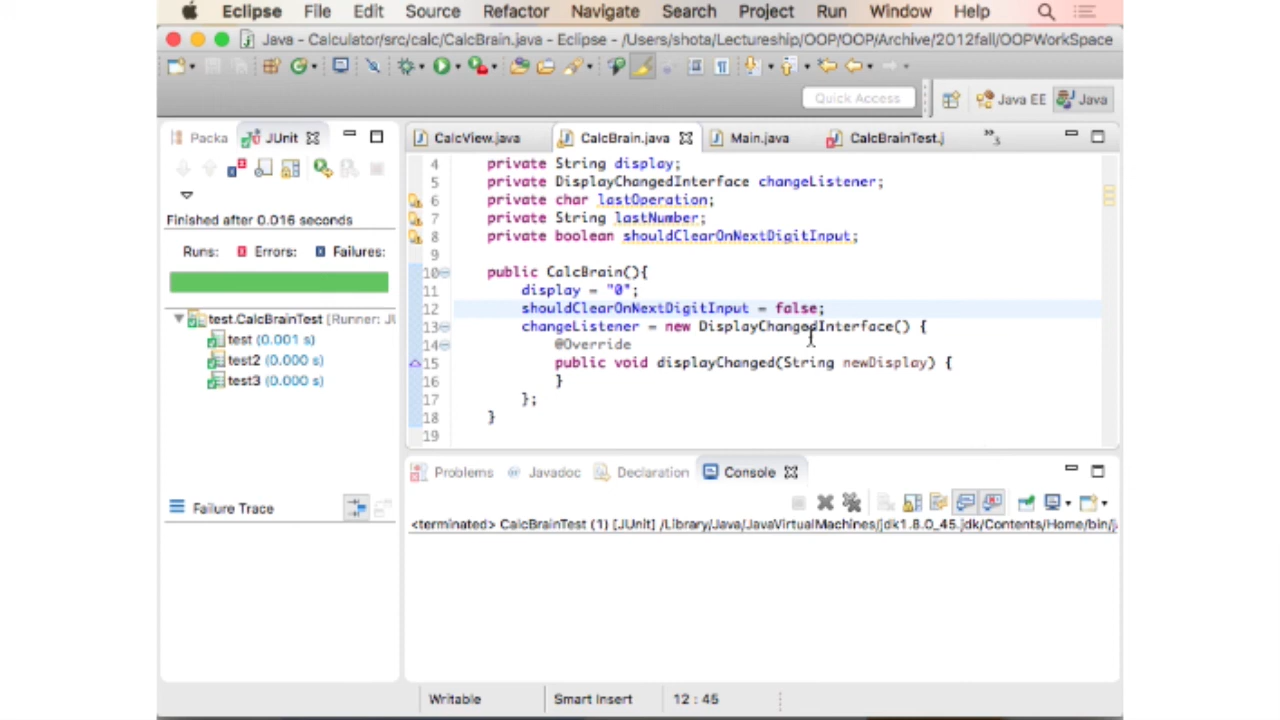 Eclipse File Edit Source Refactor Navigate Search Project Run Window Help
Java - Calculator/src/calc/CalcBrain.java - Eclipse - /Users/shota/Lectureship/OOP/OOP/Archive/2012fall/OOPWorkSpace
Quick Access
Java EE
Java
Packa
JUnit
Finished after 0.016 seconds
Runs: Errors: Failures:
test.CalcBrainTest [Runner: JU
test (0.001 s)
test2 (0.000 s)
test3 (0.000 s)
Failure Trace
CalcView.java
CalcBrain.java
Main.java
CalcBrainTest.j
»3
4 private String display;
5 private DisplayChangedInterface changeListener;
6 private char lastOperation;
7 private String lastNumber;
8 private boolean shouldClearOnNextDigitInput;
9
10 public CalcBrain(){
11 display = "0";
12 shouldClearOnNextDigitInput = false;
13 changeListener = new DisplayChangedInterface() {
14 @Override
15 public void displayChanged(String newDisplay) {
16 }
17 };
18 }
19
Problems
Javadoc
Declaration
Console
<terminated> CalcBrainTest (1) [JUnit] /Library/Java/JavaVirtualMachines/jdk1.8.0_45.jdk/Contents/Home/bin/j
Writable
Smart Insert
12 : 45